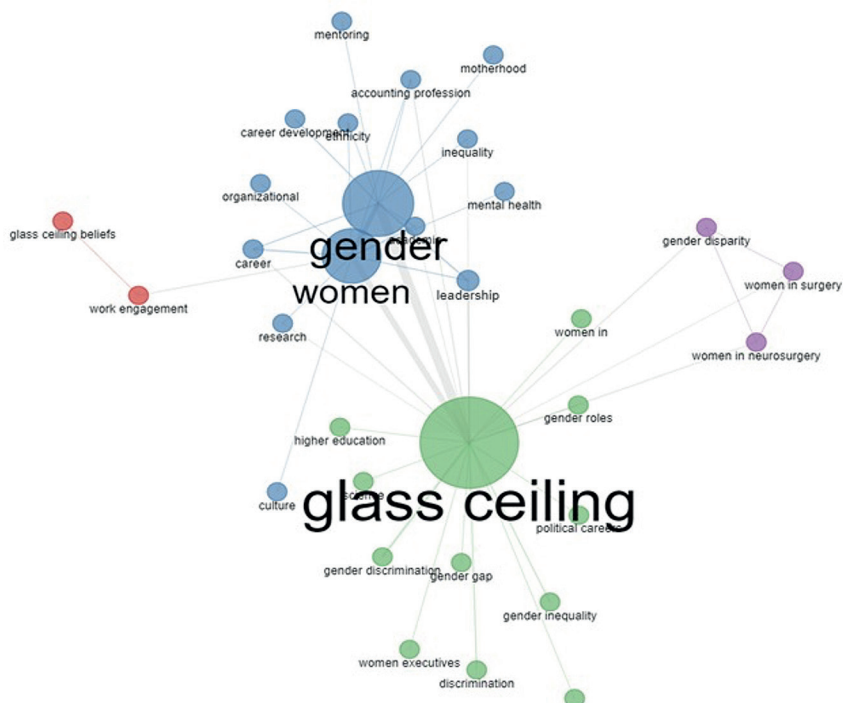 mentoring
motherhood
accounting profession
career development
ethnicity
inequality
organizational
mental health
glass ceiling beliefs
gender disparity
gender
career
women in surgery
women
leadership
work engagement
women in
research
women in neurosurgery
gender roles
higher education
science
glass ceiling
culture
political careers
gender discrimination
gender gap
gender inequality
women executives
discrimination